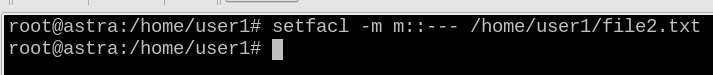 root@astra:/home/user1# setfacl -m m::--- /home/user1/file2.txt
root@astra:/home/user1#